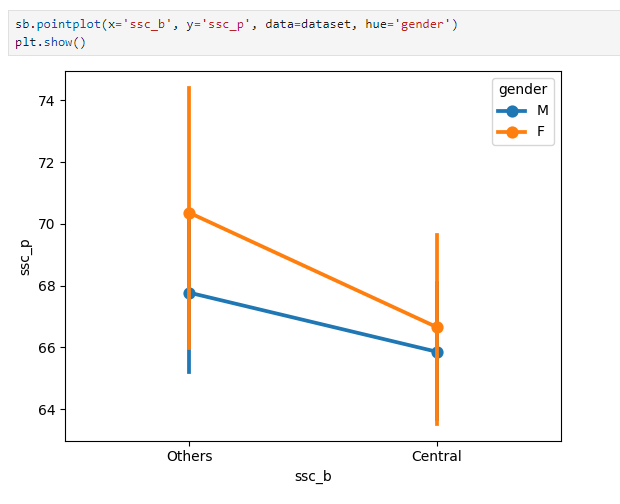 sb.pointplot(x='ssc_b', y='ssc_p', data=dataset, hue='gender')
plt.show()
gender
M
F
74
72
70
68
66
64
ssc_p
Others Central
ssc_b